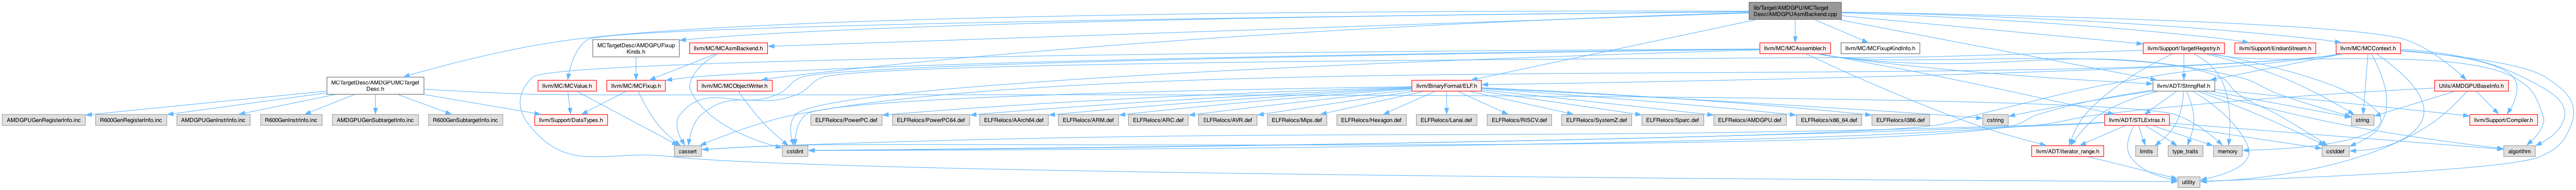 lib/Target/AMDGPU/MCTarget
Desc/AMDGPUAsmBackend.cpp
MCTargetDesc/AMDGPUFixup
Kinds.h
llvm/MC/MCAsmBackend.h
llvm/MC/MCAssembler.h
llvm/MC/MCFixupKindInfo.h
llvm/Support/TargetRegistry.h
llvm/Support/EndianStream.h
llvm/MC/MCContext.h
MCTargetDesc/AMDGPUMCTarget
Desc.h
llvm/MC/MCValue.h
llvm/MC/MCFixup.h
llvm/MC/MCObjectWriter.h
llvm/BinaryFormat/ELF.h
llvm/ADT/StringRef.h
Utils/AMDGPUBaseInfo.h
AMDGPUGenRegisterInfo.inc
R600GenRegisterInfo.inc
AMDGPUGenInstrInfo.inc
R600GenInstrInfo.inc
AMDGPUGenSubtargetInfo.inc
R600GenSubtargetInfo.inc
llvm/Support/DataTypes.h
ELFRelocs/PowerPC.def
ELFRelocs/PowerPC64.def
ELFRelocs/AArch64.def
ELFRelocs/ARM.def
ELFRelocs/ARC.def
ELFRelocs/AVR.def
ELFRelocs/Mips.def
ELFRelocs/Hexagon.def
ELFRelocs/Lanai.def
ELFRelocs/RISCV.def
ELFRelocs/SystemZ.def
ELFRelocs/Sparc.def
ELFRelocs/AMDGPU.def
ELFRelocs/x86_64.def
ELFRelocs/i386.def
cstring
llvm/ADT/STLExtras.h
string
llvm/Support/Compiler.h
cassert
cstdint
llvm/ADT/iterator_range.h
limits
type_traits
memory
cstddef
algorithm
utility